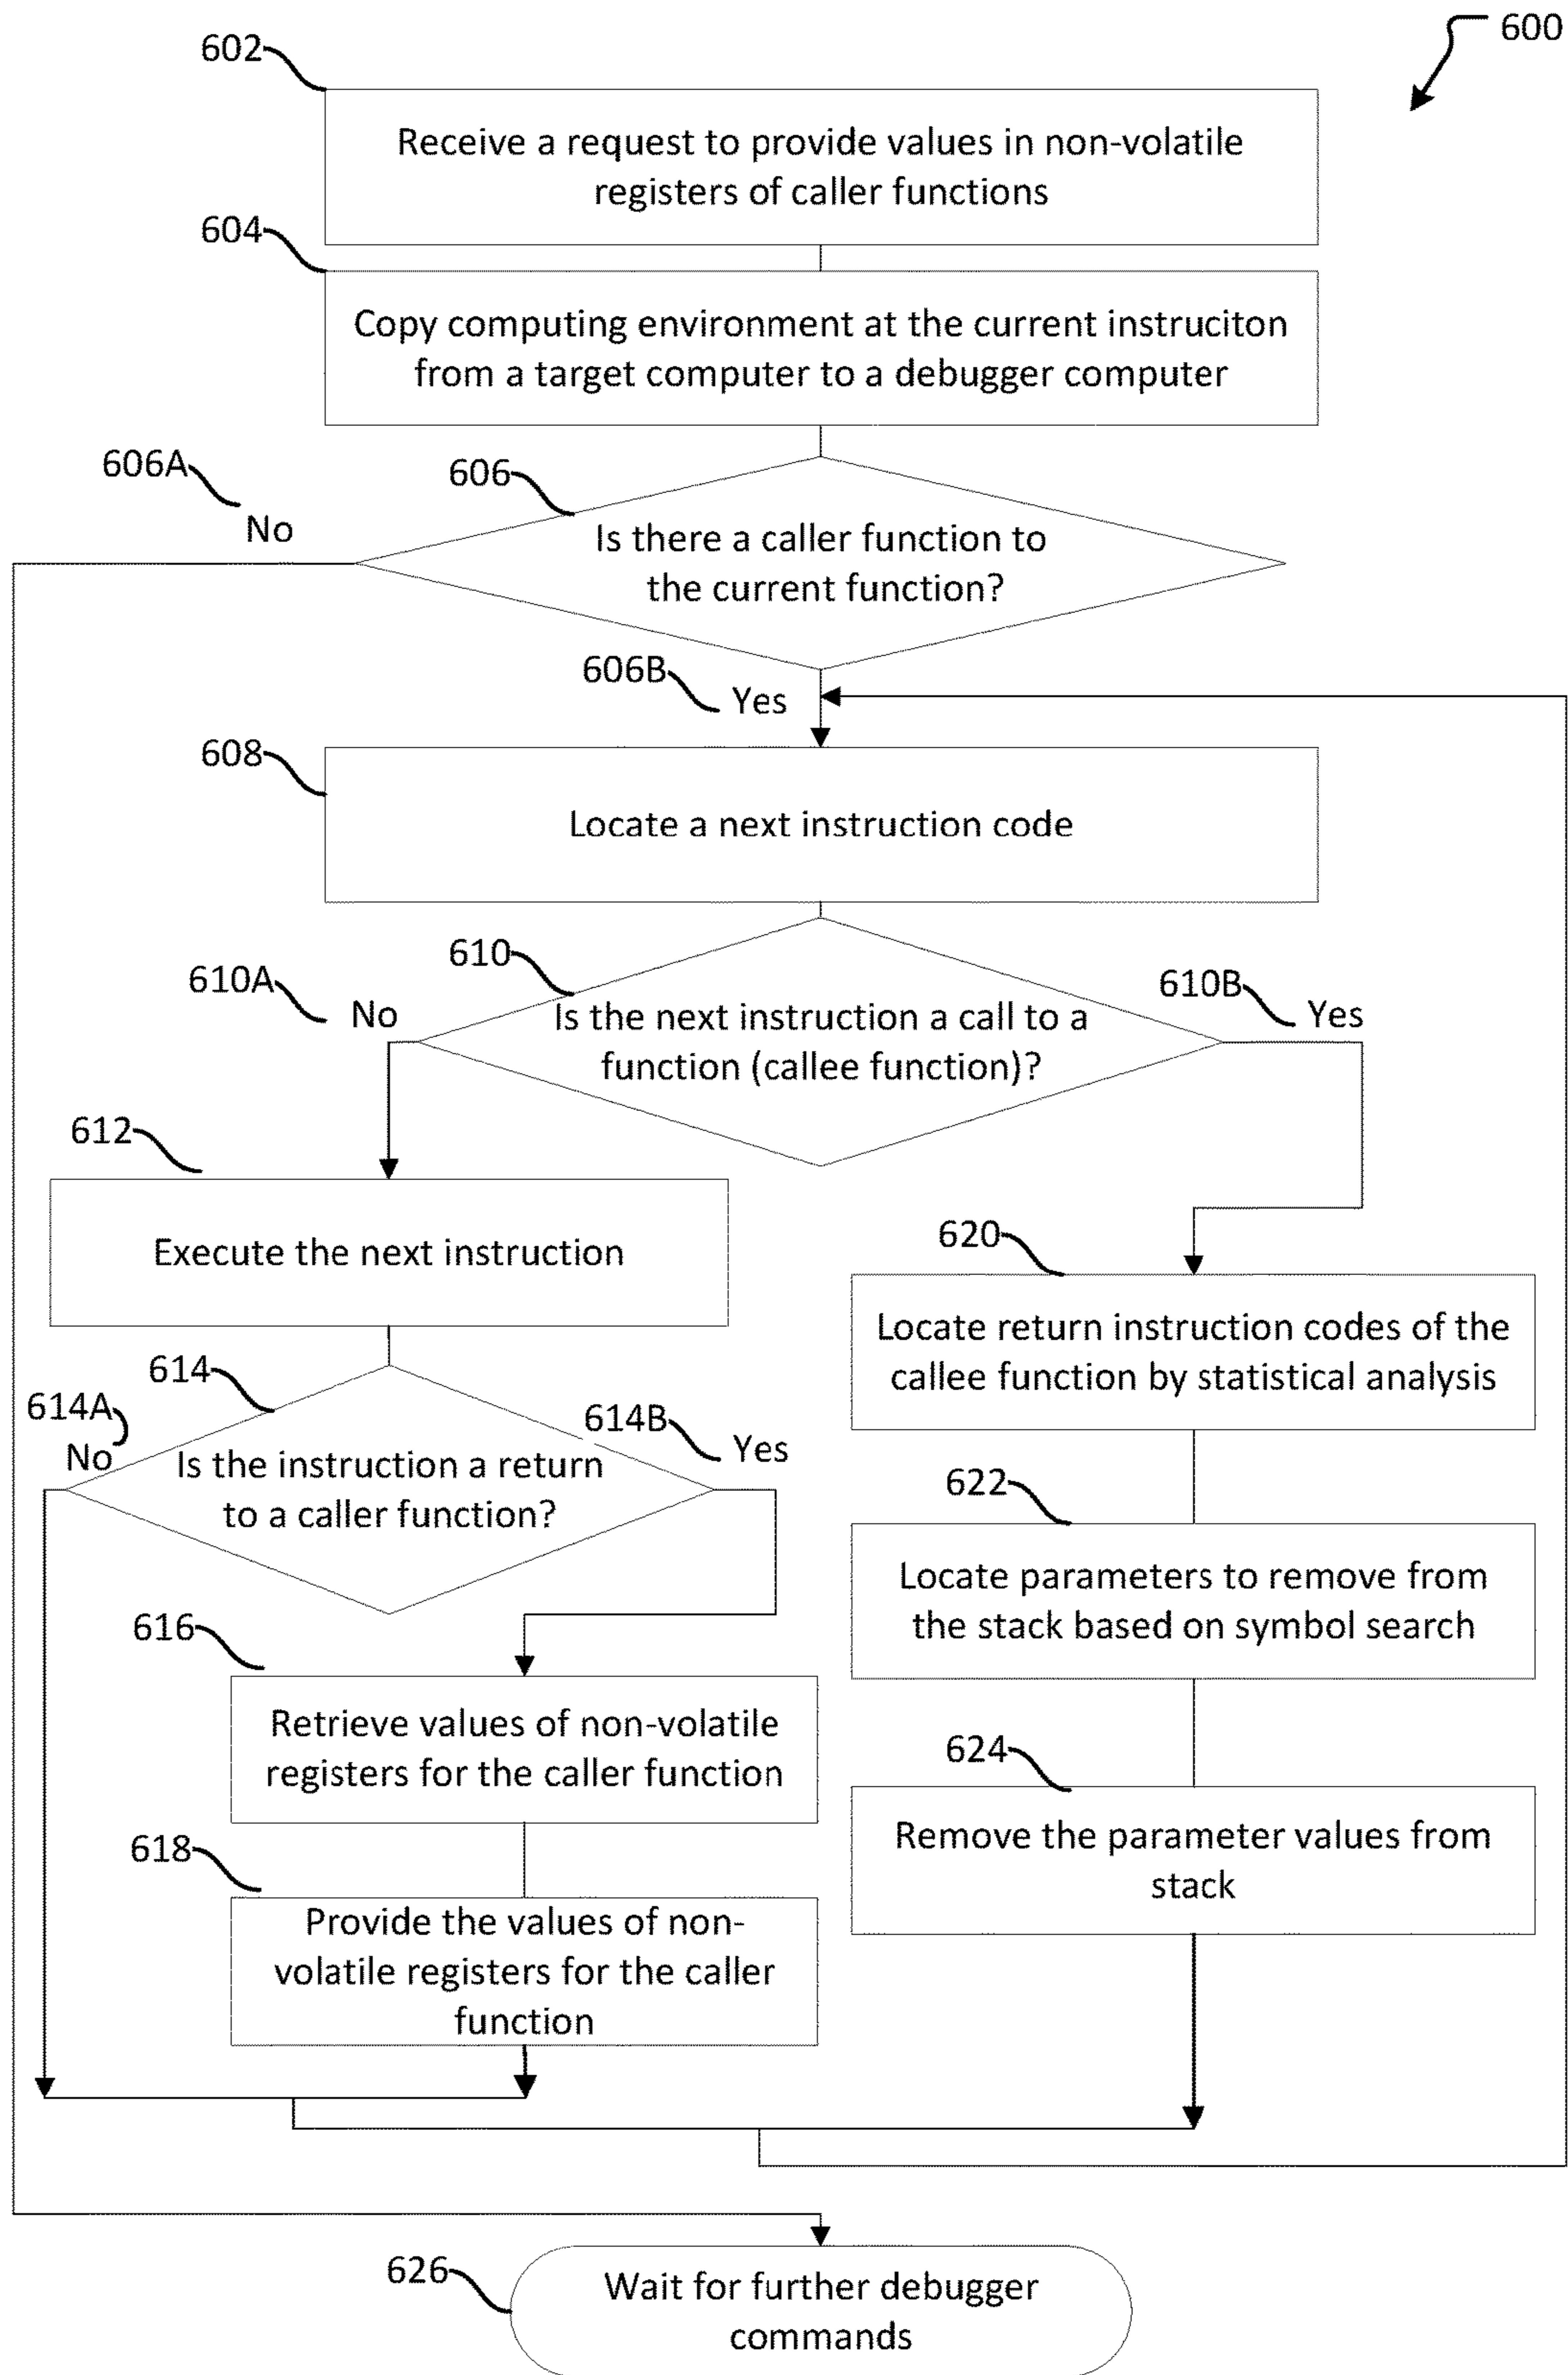 600
602
Receive a request to provide values in non-volatile
registers of caller functions
604
Copy computing environment at the current instruciton
from a target computer to a debugger computer
606A
No
606
Is there a caller function to
the current function?
606B
Yes
608
Locate a next instruction code
610A
No
610
Is the next instruction a call to a
function (callee function)?
610B
Yes
612
Execute the next instruction
614
614A
No
Is the instruction a return
to a caller function?
614B
Yes
616
Retrieve values of non-volatile
registers for the caller function
618
Provide the values of non-
volatile registers for the caller
function
620
Locate return instruction codes of the
callee function by statistical analysis
622
Locate parameters to remove from
the stack based on symbol search
624
Remove the parameter values from
stack
626
Wait for further debugger
commands